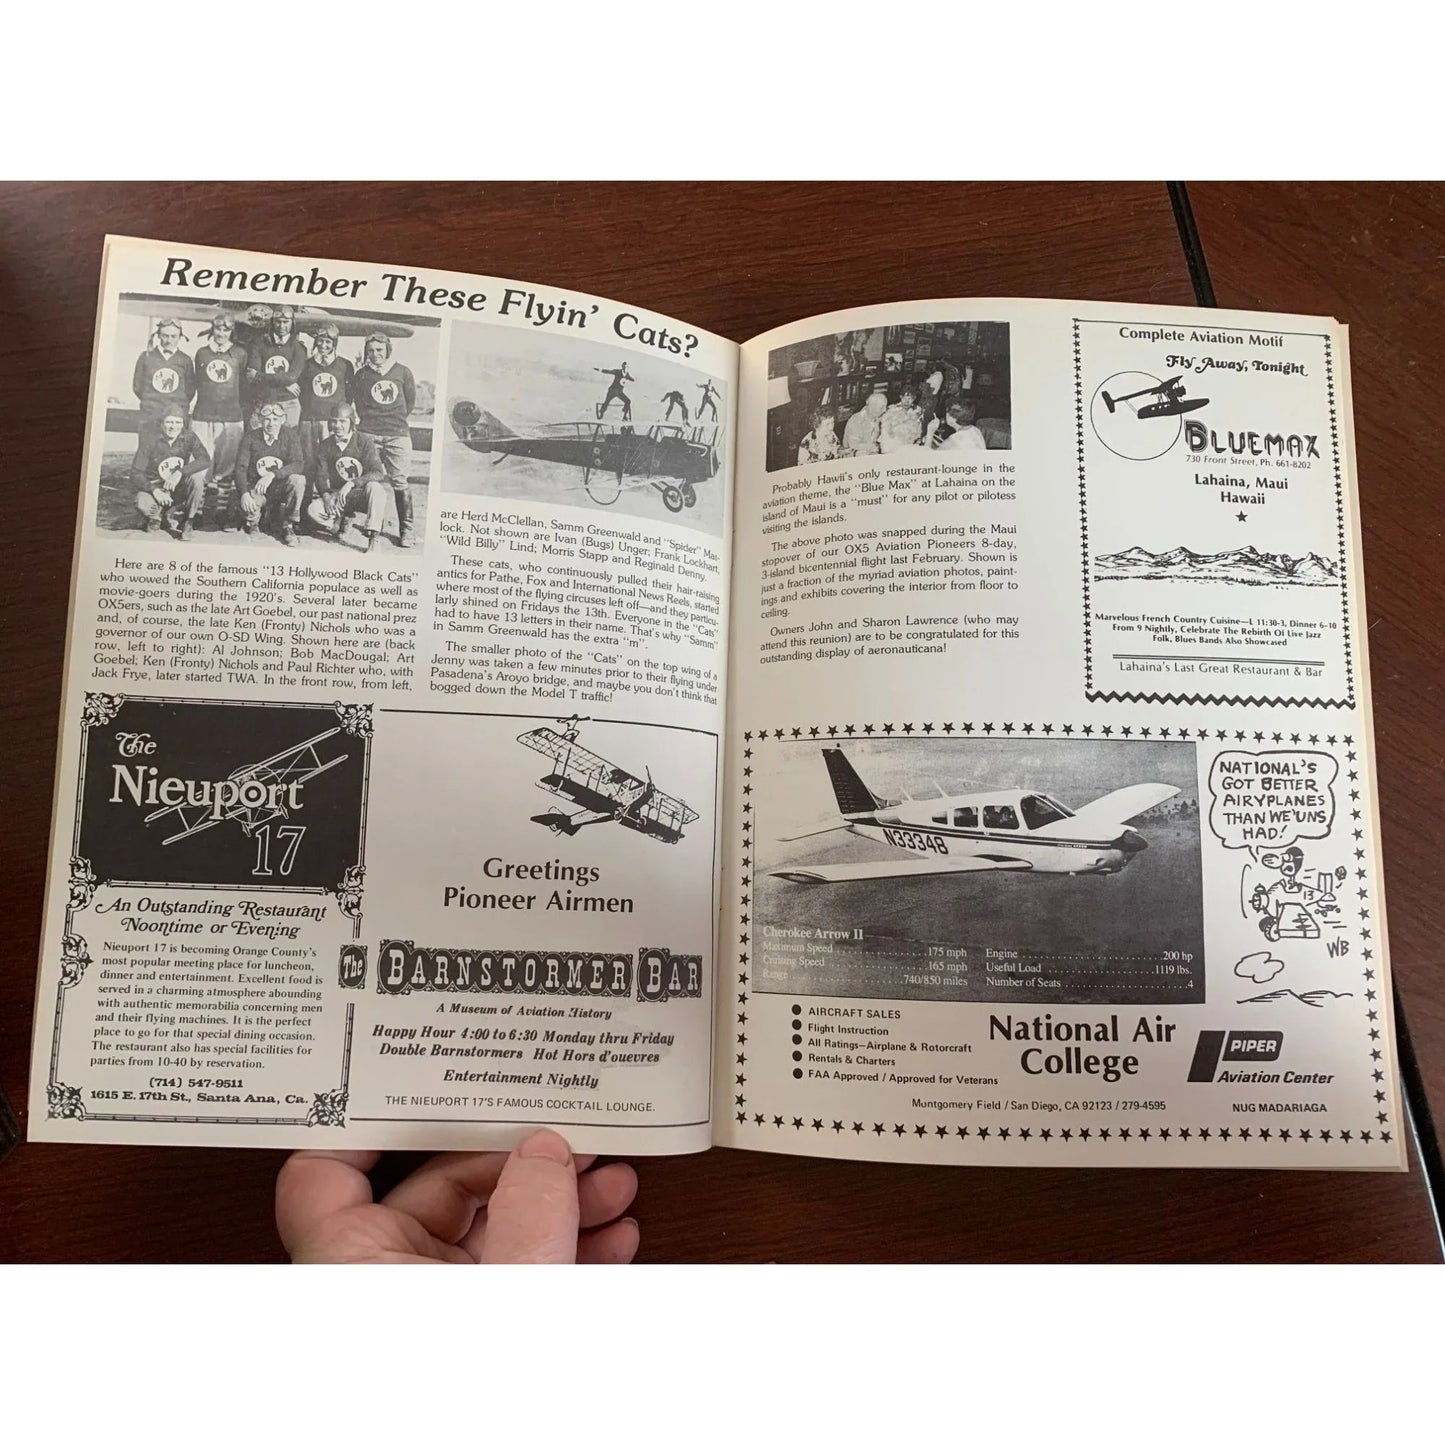 Remember These Flyin' Cats?
Here are 8 of the famous "13 Hollywood Black Cats"
who wowed the Southern California populace as well as
movie-goers during the 1920's. Several later became
OX5ers, such as the late Art Goebel, our past national prez
and, of course, the late Ken (Fronty) Nichols who was a
governor of our own O-SD Wing. Shown here are (back
row, left to right): Al Johnson; Bob MacDougal; Art
Goebel; Ken (Fronty) Nichols and Paul Richter who, with
Jack Frye, later started TWA. In the front row, from left,
are Herd McClellan, Samm Greenwald and "Spider" Mat-
lock. Not shown are Ivan (Bugs) Unger; Frank Lockhart,
"Wild Billy" Lind; Morris Stapp and Reginald Denny.
These cats, who continuously pulled their hair-raising
antics for Pathe, Fox and International News Reels, started
where most of the flying circuses left off—and they particu-
larly shined on Fridays the 13th. Everyone in the "Cats"
had to have 13 letters in their name. That's why "Samm"
in Samm Greenwald has the extra "m".
The smaller photo of the "Cats" on the top wing of a
Jenny was taken a few minutes prior to their flying under
Pasadena's Aroyo bridge, and maybe you don't think that
bogged down the Model T traffic!
The
Nieuport
17
An Outstanding Restaurant
Noontime or Evening
Nieuport 17 is becoming Orange County's
most popular meeting place for luncheon,
dinner and entertainment. Excellent food is
served in a charming atmosphere abounding
with authentic memorabilia concerning men
and their flying machines. It is the perfect
place to go for that special dining occasion.
The restaurant also has special facilities for
parties from 10-40 by reservation.
(714) 547-9511
1615 E. 17th St., Santa Ana, Ca.
Greetings
Pioneer Airmen
The BARNSTORMER BAR
A Museum of Aviation History
Happy Hour 4:00 to 6:30 Monday thru Friday
Double Barnstormers Hot Hors d'ouevres
Entertainment Nightly
THE NIEUPORT 17'S FAMOUS COCKTAIL LOUNGE.
Probably Hawii's only restaurant-lounge in the
aviation theme, the "Blue Max" at Lahaina on the
island of Maui is a "must" for any pilot or pilotess
visiting the islands.
The above photo was snapped during the Maui
stopover of our OX5 Aviation Pioneers 8-day,
3-island bicentennial flight last February. Shown is
just a fraction of the myriad aviation photos, paint-
ings and exhibits covering the interior from floor to
ceiling.
Owners John and Sharon Lawrence (who may
attend this reunion) are to be congratulated for this
outstanding display of aeronauticana!
Complete Aviation Motif
Fly Away, Tonight
BLUEMAX
730 Front Street, Ph. 661-8202
Lahaina, Maui
Hawaii
Marvelous French Country Cuisine—L 11:30-3, Dinner 6-10
From 9 Nightly, Celebrate The Rebirth Of Live Jazz
Folk, Blues Bands Also Showcased
Lahaina's Last Great Restaurant & Bar
N33348
Cherokee Arrow II
Maximum Speed ... 175 mph
Cruising Speed ... 165 mph
Range ... 740/850 miles
Engine ... 200 hp
Useful Load ... 1119 lbs.
Number of Seats ... 4
NATIONAL'S
GOT BETTER
AIRYPLANES
THAN WE'UNS
HAD!
13
WB
AIRCRAFT SALES
Flight Instruction
All Ratings—Airplane & Rotorcraft
Rentals & Charters
FAA Approved / Approved for Veterans
National Air
College
PIPER
Aviation Center
Montgomery Field / San Diego, CA 92123 / 279-4595
NUG MADARIAGA